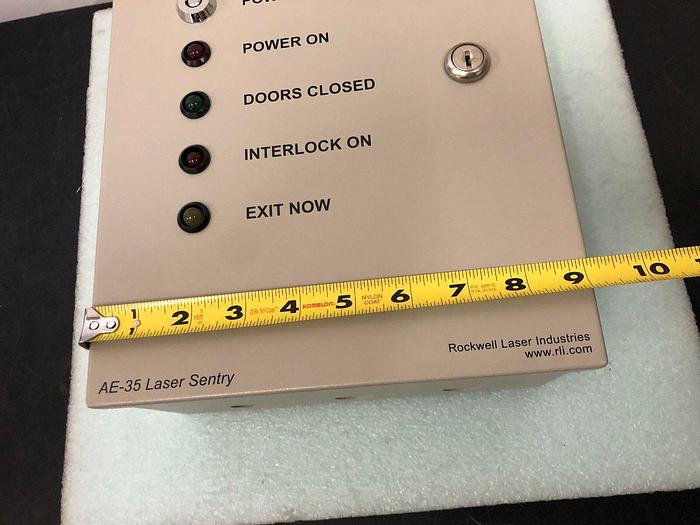 POWER ON
DOORS CLOSED
INTERLOCK ON
EXIT NOW
1 2 3 4 KOMELON 5 NYLON COAT 6 7 8 9 10
1
Rockwell Laser Industries
www.rli.com
AE-35 Laser Sentry